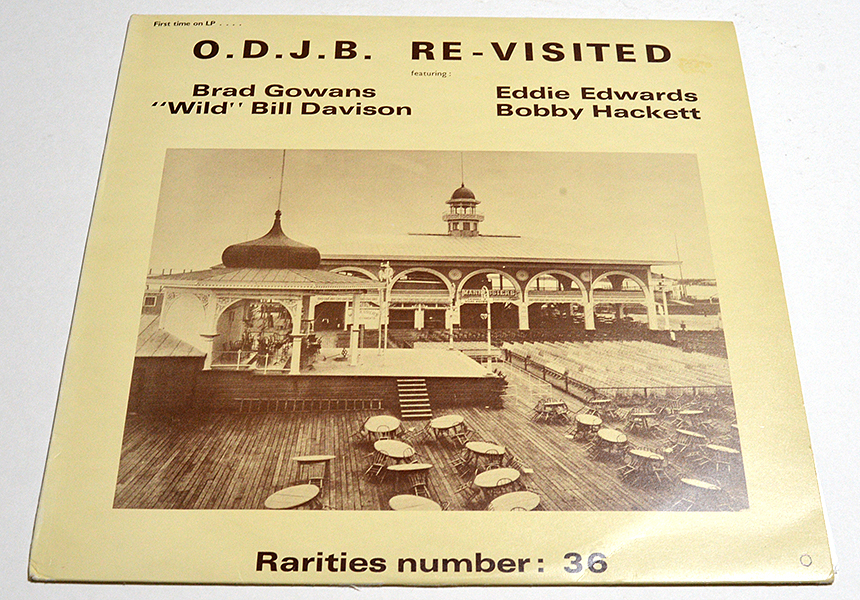 First time on LP . . . .
O.D.J.B. RE-VISITED
featuring :
Brad Gowans
"Wild" Bill Davison
Eddie Edwards
Bobby Hackett
Rarities number: 36